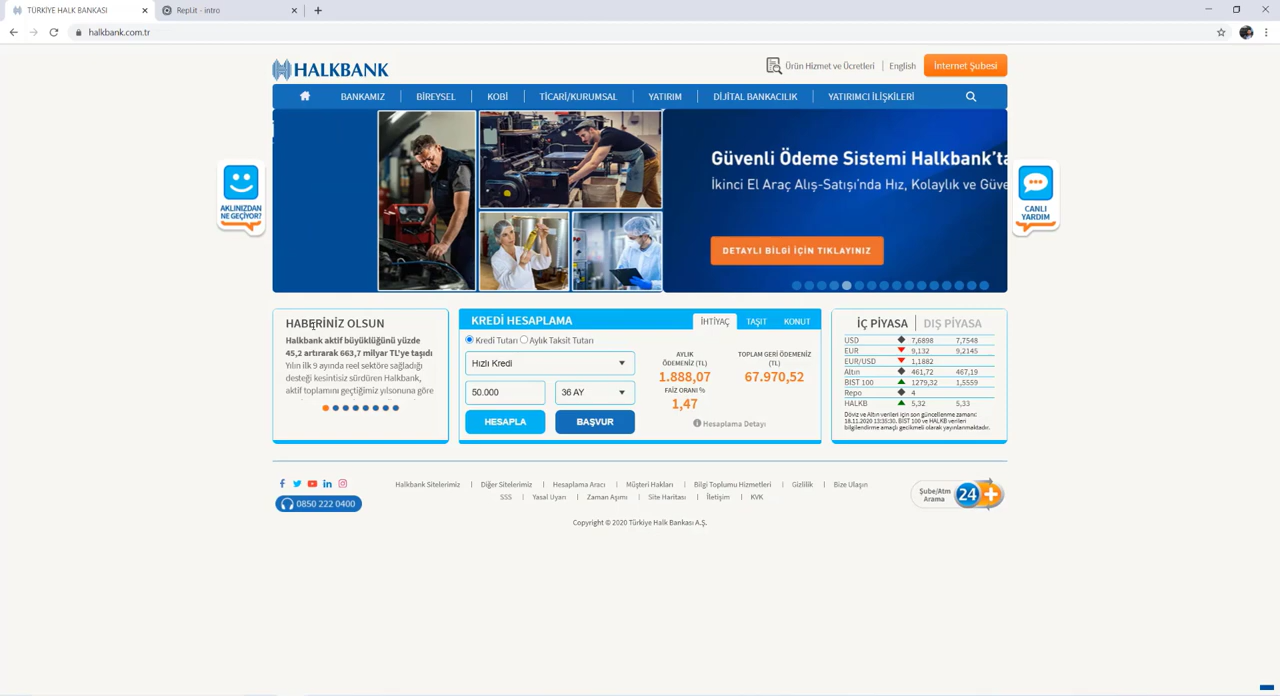 TÜRKİYE HALK BANKASI
Repl.it - intro
halkbank.com.tr
HALKBANK
Ürün Hizmet ve Ücretleri | English
İnternet Şubesi
BANKAMIZ | BİREYSEL | KOBİ | TİCARİ/KURUMSAL | YATIRIM | DİJİTAL BANKACILIK | YATIRIMCI İLİŞKİLERİ
Güvenli Ödeme Sistemi Halkbank'ta
İkinci El Araç Alış-Satışı'nda Hız, Kolaylık ve Güve
DETAYLI BİLGİ İÇİN TIKLAYINIZ
AKLINIZDAN
NE GEÇİYOR?
CANLI
YARDIM
HABERİNİZ OLSUN
Halkbank aktif büyüklüğünü yüzde
45,2 artırarak 663,7 milyar TL'ye taşıdı
Yılın ilk 9 ayında reel sektöre sağladığı
desteği kesintisiz sürdüren Halkbank,
aktif toplamını geçtiğimiz yılsonuna göre
KREDİ HESAPLAMA
İHTİYAÇ TAŞIT KONUT
Kredi Tutarı Aylık Taksit Tutarı
Hızlı Kredi
50.000 36 AY
HESAPLA BAŞVUR
AYLIK
ÖDEMENİZ (TL)
1.888,07
FAİZ ORANI %
1,47
TOPLAM GERİ ÖDEMENİZ
(TL)
67.970,52
Hesaplama Detayı
İÇ PİYASA | DIŞ PİYASA
USD 7,6898 7,7548
EUR 9,132 9,2145
EUR/USD 1,1882
Altın 461,72 467,19
BIST 100 1279,32 1,5559
Repo 4
HALKB 5,32 5,33
Döviz ve Altın verileri için son güncellenme zamanı:
18.11.2020 13:35:30. BIST 100 ve HALKB verileri
bilgilendirme amaçlı gecikmeli olarak yayınlanmaktadır.
0850 222 0400
Halkbank Sitelerimiz | Diğer Sitelerimiz | Hesaplama Aracı | Müşteri Hakları | Bilgi Toplumu Hizmetleri | Gizlilik | Bize Ulaşın
SSS | Yasal Uyarı | Zaman Aşımı | Site Haritası | İletişim | KVK
Şube/Atm
Arama
24
Copyright © 2020 Türkiye Halk Bankası A.Ş.